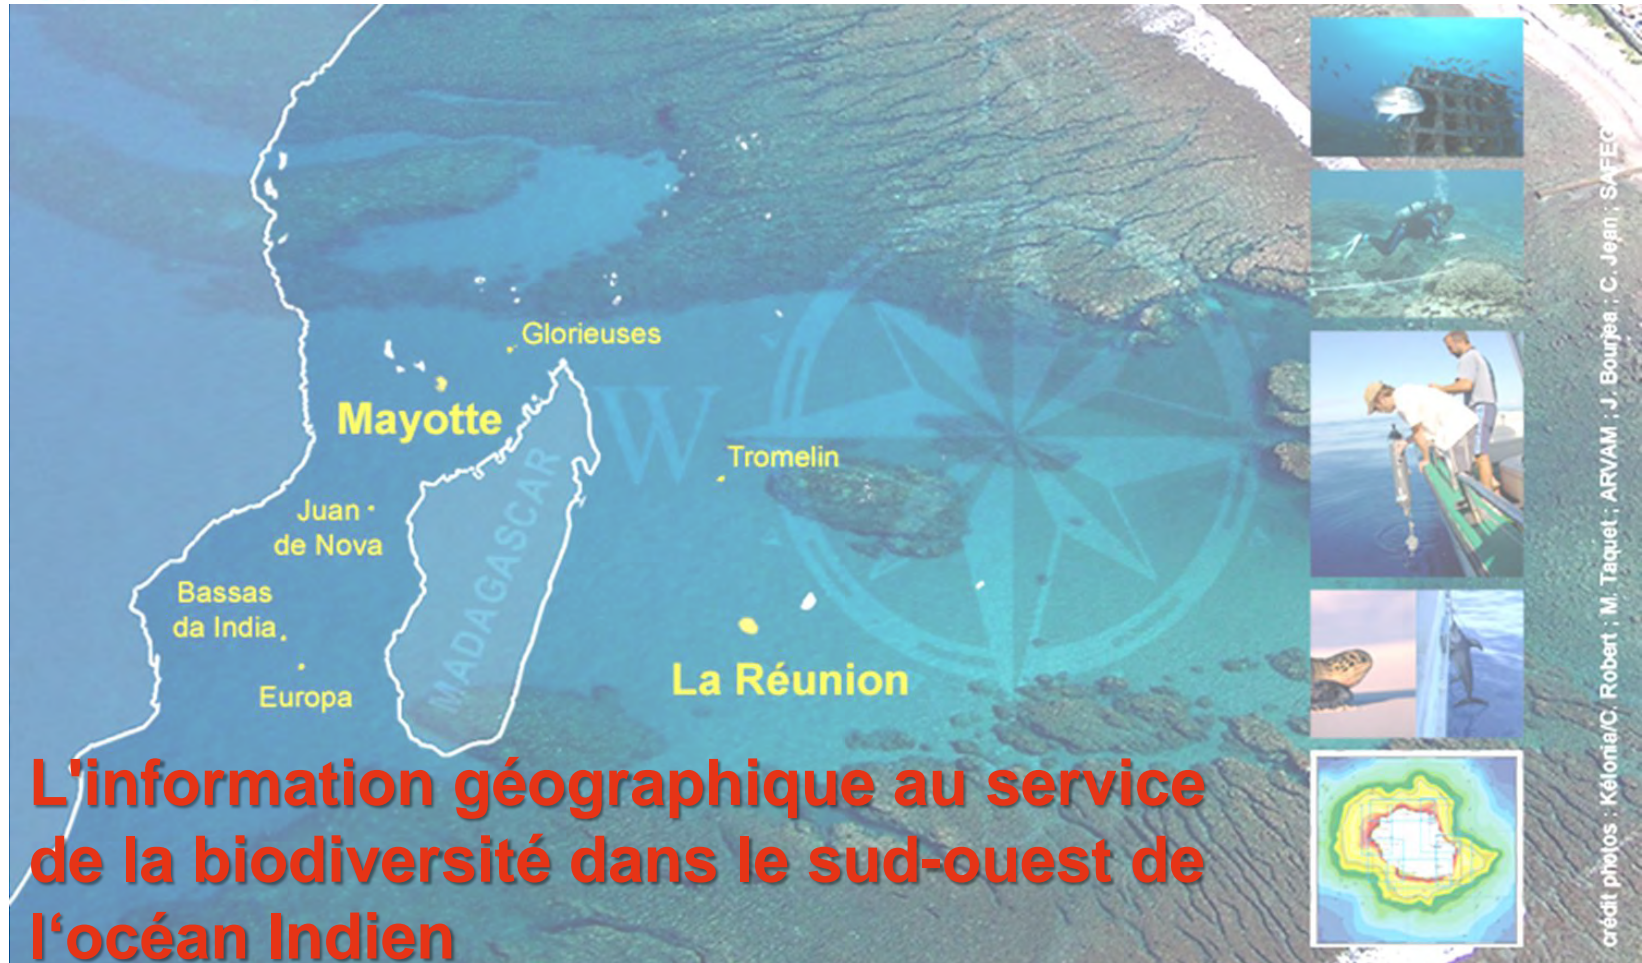 Glorieuses
Mayotte
W
Tromelin
MADAGASCAR
Juan
de Nova
Bassas
da India
Europa
La Réunion
L'information géographique au service
de la biodiversité dans le sud-ouest de
l‘océan Indien
crédit photos : Kélonia/C. Robert ; M. Taquet ; ARVAM ; J. Bourjea ; C. Jean ; SAFEGE